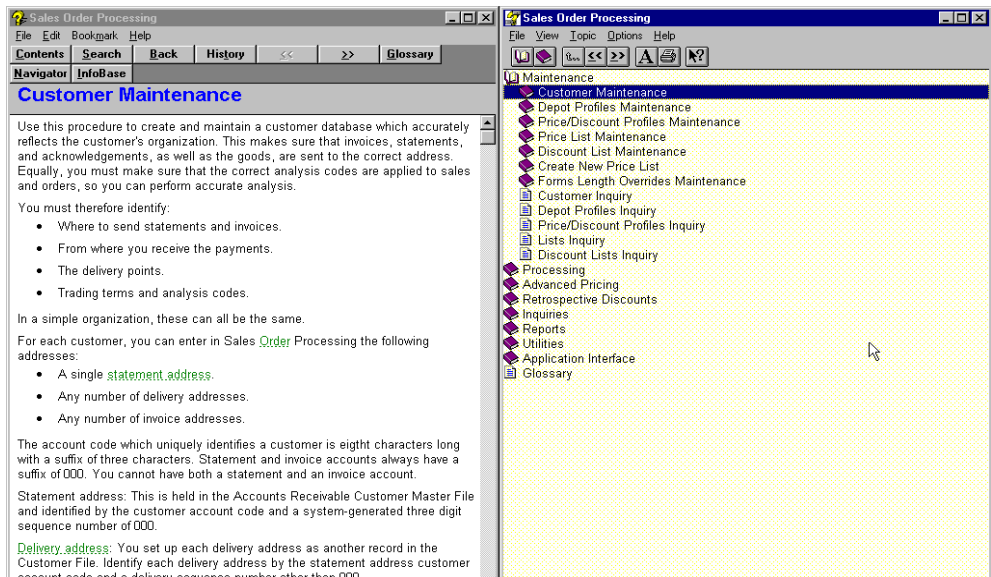 Sales Order Processing
File Edit Bookmark Help
Contents Search Back History << >> Glossary
Navigator InfoBase
Customer Maintenance
Use this procedure to create and maintain a customer database which accurately
reflects the customer's organization. This makes sure that invoices, statements,
and acknowledgements, as well as the goods, are sent to the correct address.
Equally, you must make sure that the correct analysis codes are applied to sales
and orders, so you can perform accurate analysis.
You must therefore identify:
• Where to send statements and invoices.
• From where you receive the payments.
• The delivery points.
• Trading terms and analysis codes.
In a simple organization, these can all be the same.
For each customer, you can enter in Sales Order Processing the following
addresses:
• A single statement address.
• Any number of delivery addresses.
• Any number of invoice addresses.
The account code which uniquely identifies a customer is eigtht characters long
with a suffix of three characters. Statement and invoice accounts always have a
suffix of 000. You cannot have both a statement and an invoice account.
Statement address: This is held in the Accounts Receivable Customer Master File
and identified by the customer account code and a system-generated three digit
sequence number of 000.
Delivery address: You set up each delivery address as another record in the
Customer File. Identify each delivery address by the statement address customer
account code and a delivery sequence number other than 000.
Sales Order Processing
File View Topic Options Help
<< >> A
Maintenance
Customer Maintenance
Depot Profiles Maintenance
Price/Discount Profiles Maintenance
Price List Maintenance
Discount List Maintenance
Create New Price List
Forms Length Overrides Maintenance
Customer Inquiry
Depot Profiles Inquiry
Price/Discount Profiles Inquiry
Lists Inquiry
Discount Lists Inquiry
Processing
Advanced Pricing
Retrospective Discounts
Inquiries
Reports
Utilities
Application Interface
Glossary